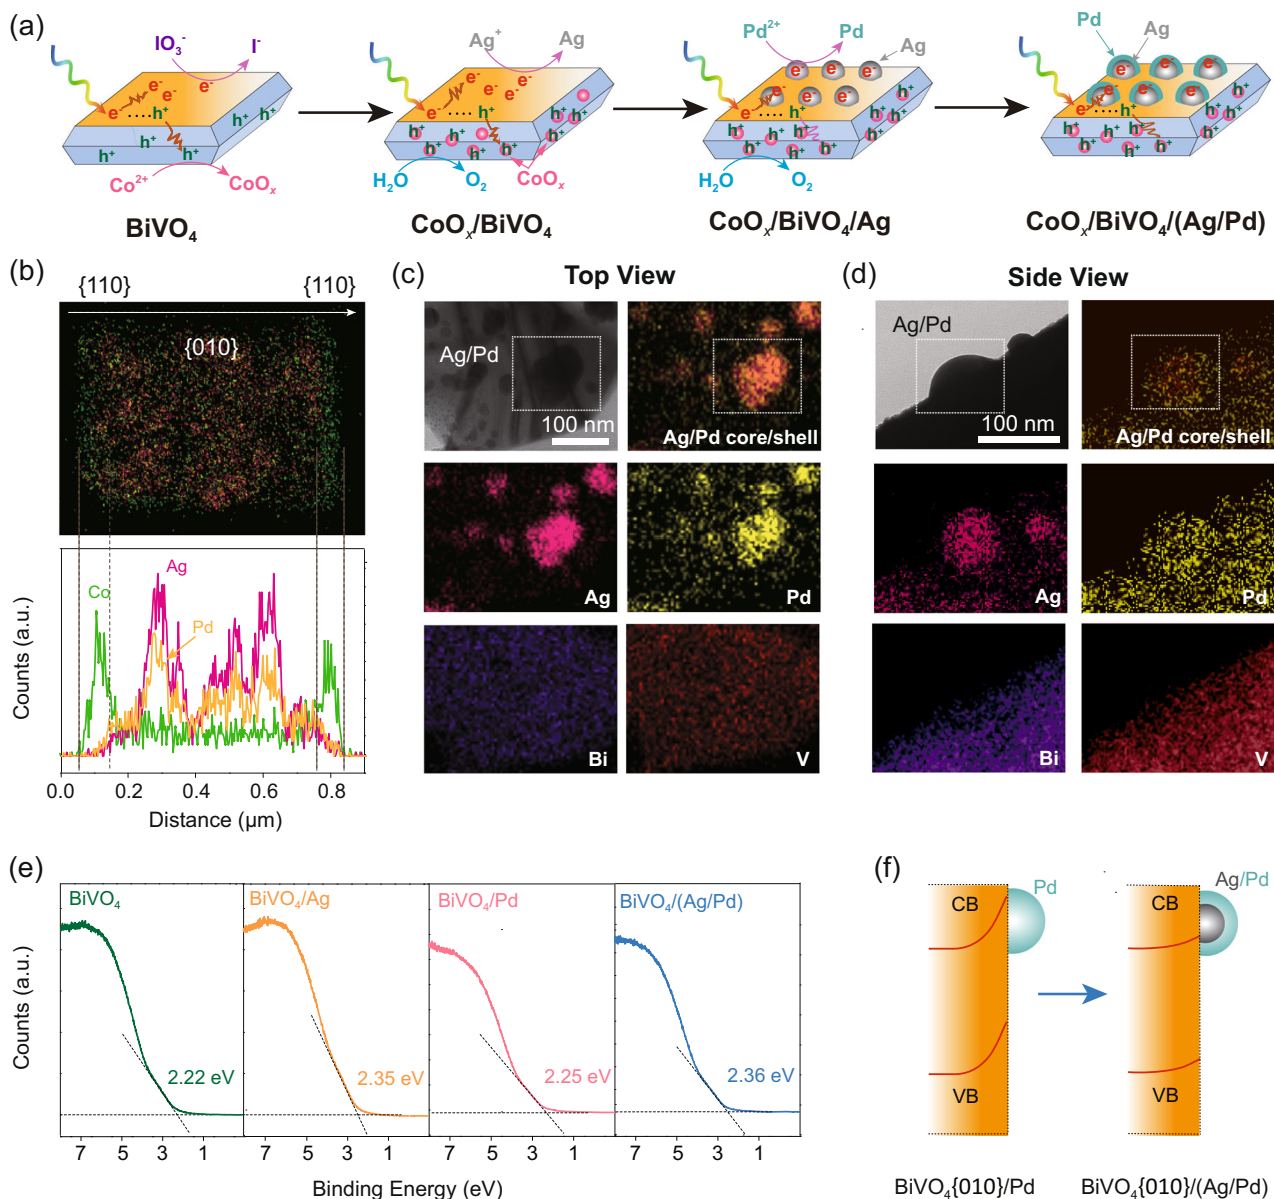 (a)
IO₃⁻ I⁻
e⁻ e⁻ e⁻ e⁻ h⁺
h⁺ h⁺ h⁺
Co²⁺ CoOₓ
BiVO₄
Ag⁺ Ag
e⁻ e⁻ e⁻ e⁻ h⁺
h⁺ h⁺ h⁺ h⁺ h⁺ h⁺
H₂O O₂ CoOₓ
CoOₓ/BiVO₄
Pd²⁺ Pd Ag
e⁻ e⁻ e⁻ e⁻ h⁺
h⁺ h⁺ h⁺ h⁺ h⁺ h⁺
H₂O O₂
CoOₓ/BiVO₄/Ag
Pd Ag
e⁻ e⁻ e⁻ e⁻ e⁻ h⁺
h⁺ h⁺ h⁺ h⁺ h⁺ h⁺
CoOₓ/BiVO₄/(Ag/Pd)
(b)
{110} {110}
{010}
Counts (a.u.)
Co Ag Pd
0.0 0.2 0.4 0.6 0.8
Distance (µm)
(c) Top View
Ag/Pd
100 nm
Ag/Pd core/shell
Ag
Pd
Bi
V
(d) Side View
Ag/Pd
100 nm
Ag/Pd core/shell
Ag
Pd
Bi
V
(e)
Counts (a.u.)
BiVO₄ BiVO₄/Ag BiVO₄/Pd BiVO₄/(Ag/Pd)
2.22 eV 2.35 eV 2.25 eV 2.36 eV
7 5 3 1 7 5 3 1 7 5 3 1 7 5 3 1
Binding Energy (eV)
(f)
Pd Ag/Pd
CB CB
VB VB
BiVO₄{010}/Pd BiVO₄{010}/(Ag/Pd)